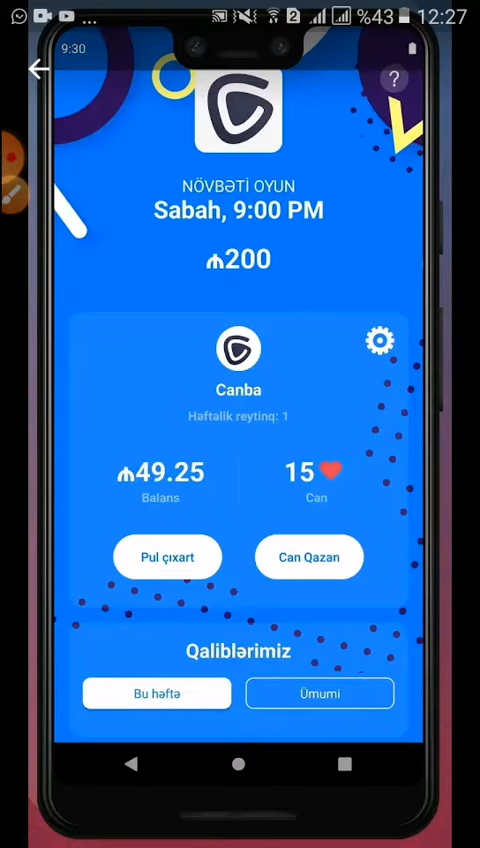 ... 2 %43 12:27
9:30
?
NÖVBƏTİ OYUN
Sabah, 9:00 PM
₼200
Canba
Həftəlik reytinq: 1
₼49.25 15
Balans Can
Pul çıxart Can Qazan
Qaliblərimiz
Bu həftə Ümumi